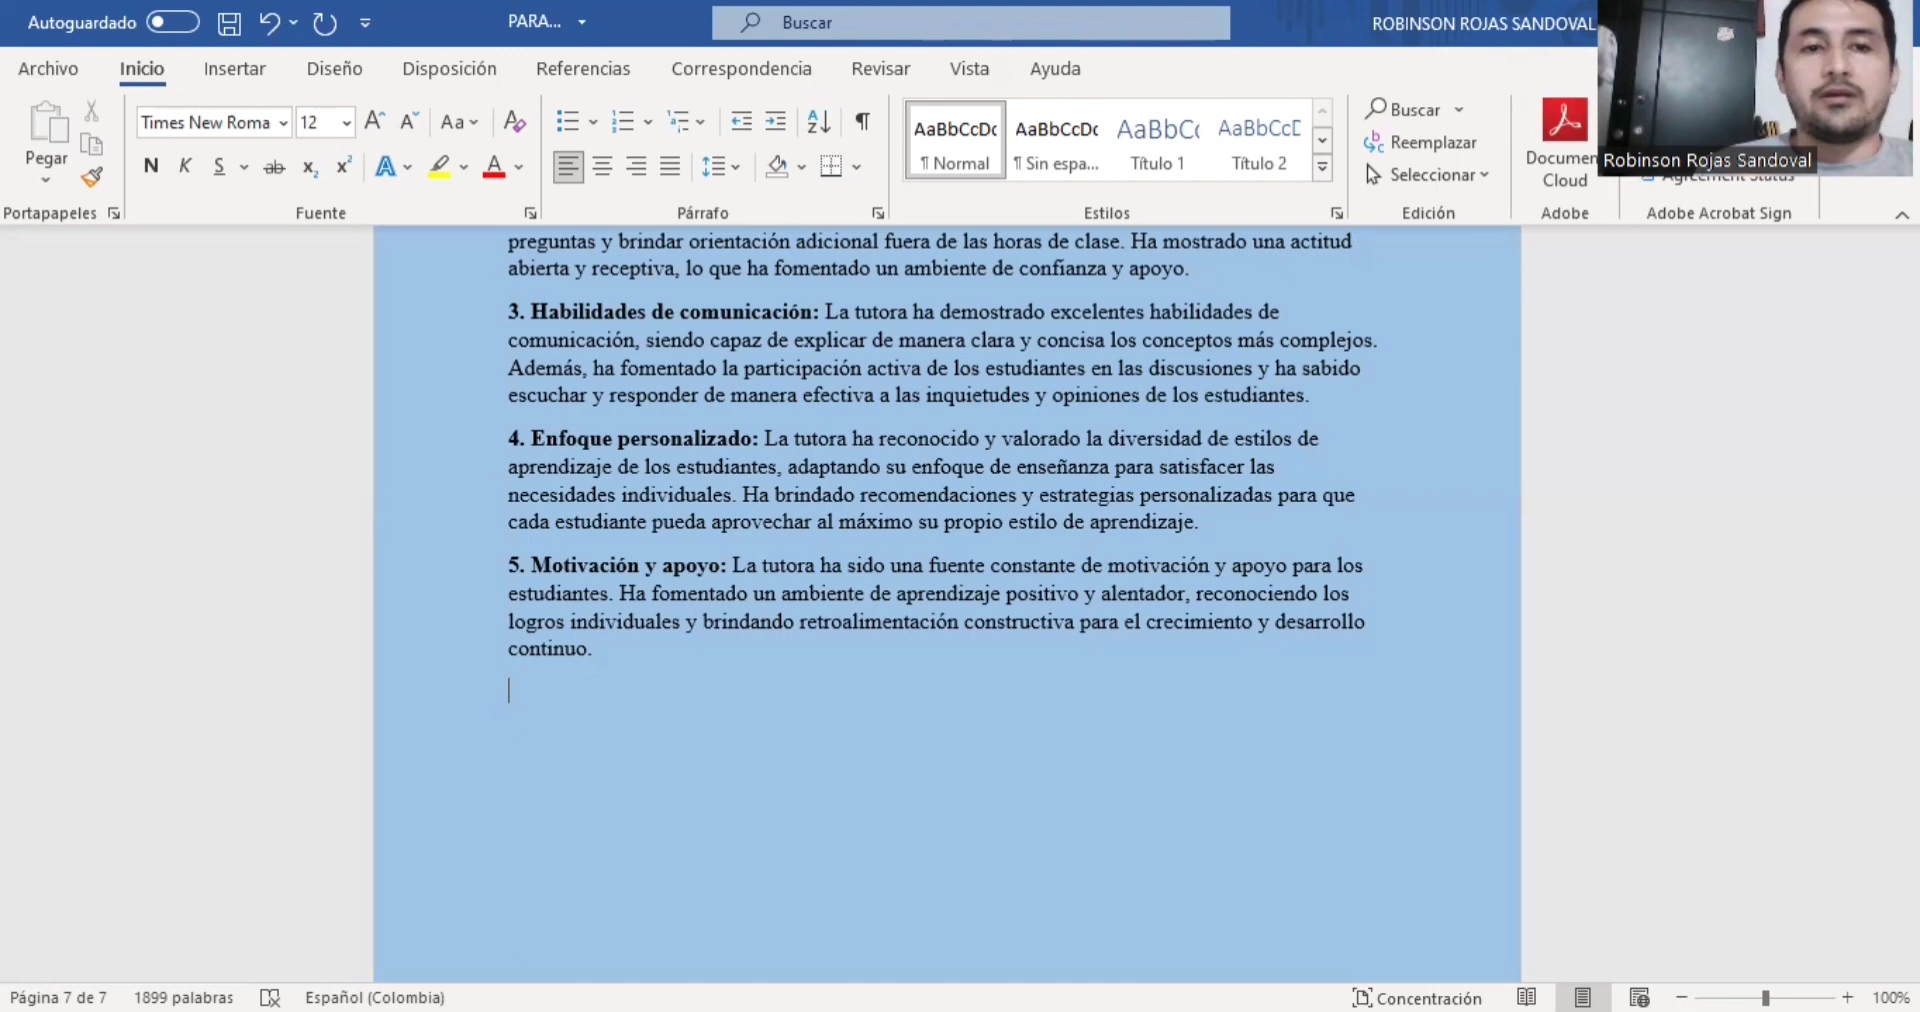 Autoguardado PARA... Buscar ROBINSON ROJAS SANDOVAL
Archivo Inicio Insertar Diseño Disposición Referencias Correspondencia Revisar Vista Ayuda
Pegar
Times New Roma 12 Aa
N K S ab x₂ x² A A
AaBbCcDc AaBbCcDc AaBbCc AaBbCcD
¶ Normal ¶ Sin espa... Título 1 Título 2
Buscar
Reemplazar
Seleccionar
Documen
Cloud
Robinson Rojas Sandoval
Agreement Status
Portapapeles Fuente Párrafo Estilos Edición Adobe Adobe Acrobat Sign
preguntas y brindar orientación adicional fuera de las horas de clase. Ha mostrado una actitud
abierta y receptiva, lo que ha fomentado un ambiente de confianza y apoyo.
3. Habilidades de comunicación: La tutora ha demostrado excelentes habilidades de
comunicación, siendo capaz de explicar de manera clara y concisa los conceptos más complejos.
Además, ha fomentado la participación activa de los estudiantes en las discusiones y ha sabido
escuchar y responder de manera efectiva a las inquietudes y opiniones de los estudiantes.
4. Enfoque personalizado: La tutora ha reconocido y valorado la diversidad de estilos de
aprendizaje de los estudiantes, adaptando su enfoque de enseñanza para satisfacer las
necesidades individuales. Ha brindado recomendaciones y estrategias personalizadas para que
cada estudiante pueda aprovechar al máximo su propio estilo de aprendizaje.
5. Motivación y apoyo: La tutora ha sido una fuente constante de motivación y apoyo para los
estudiantes. Ha fomentado un ambiente de aprendizaje positivo y alentador, reconociendo los
logros individuales y brindando retroalimentación constructiva para el crecimiento y desarrollo
continuo.
Página 7 de 7 1899 palabras Español (Colombia) Concentración 100%